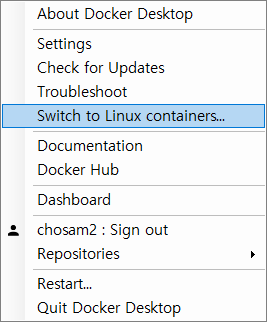 About Docker Desktop
Settings
Check for Updates
Troubleshoot
Switch to Linux containers...
Documentation
Docker Hub
Dashboard
chosam2 : Sign out
Repositories
Restart...
Quit Docker Desktop